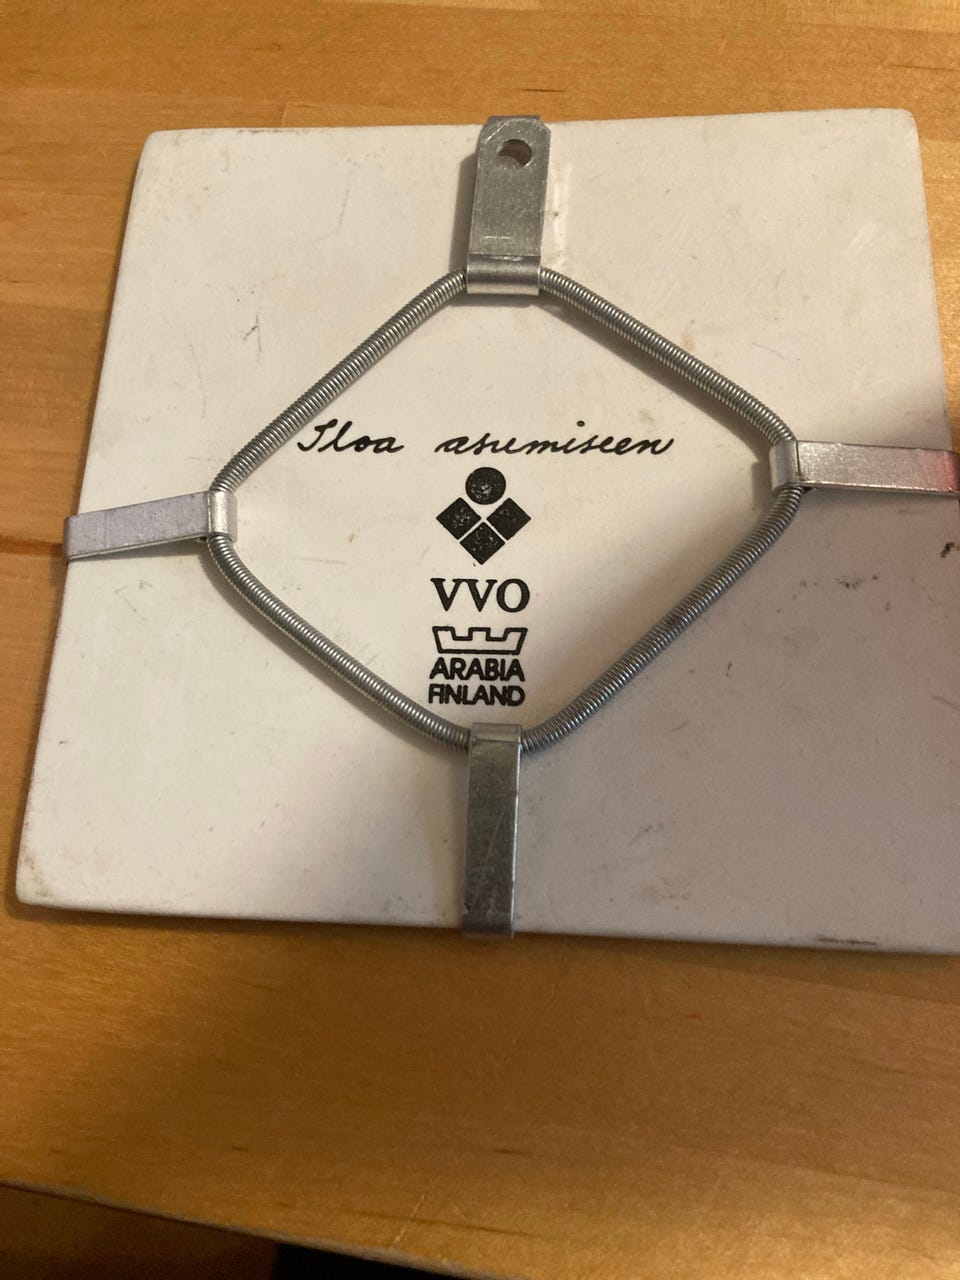 Iloa asumiseen
VVO
ARABIA
FINLAND